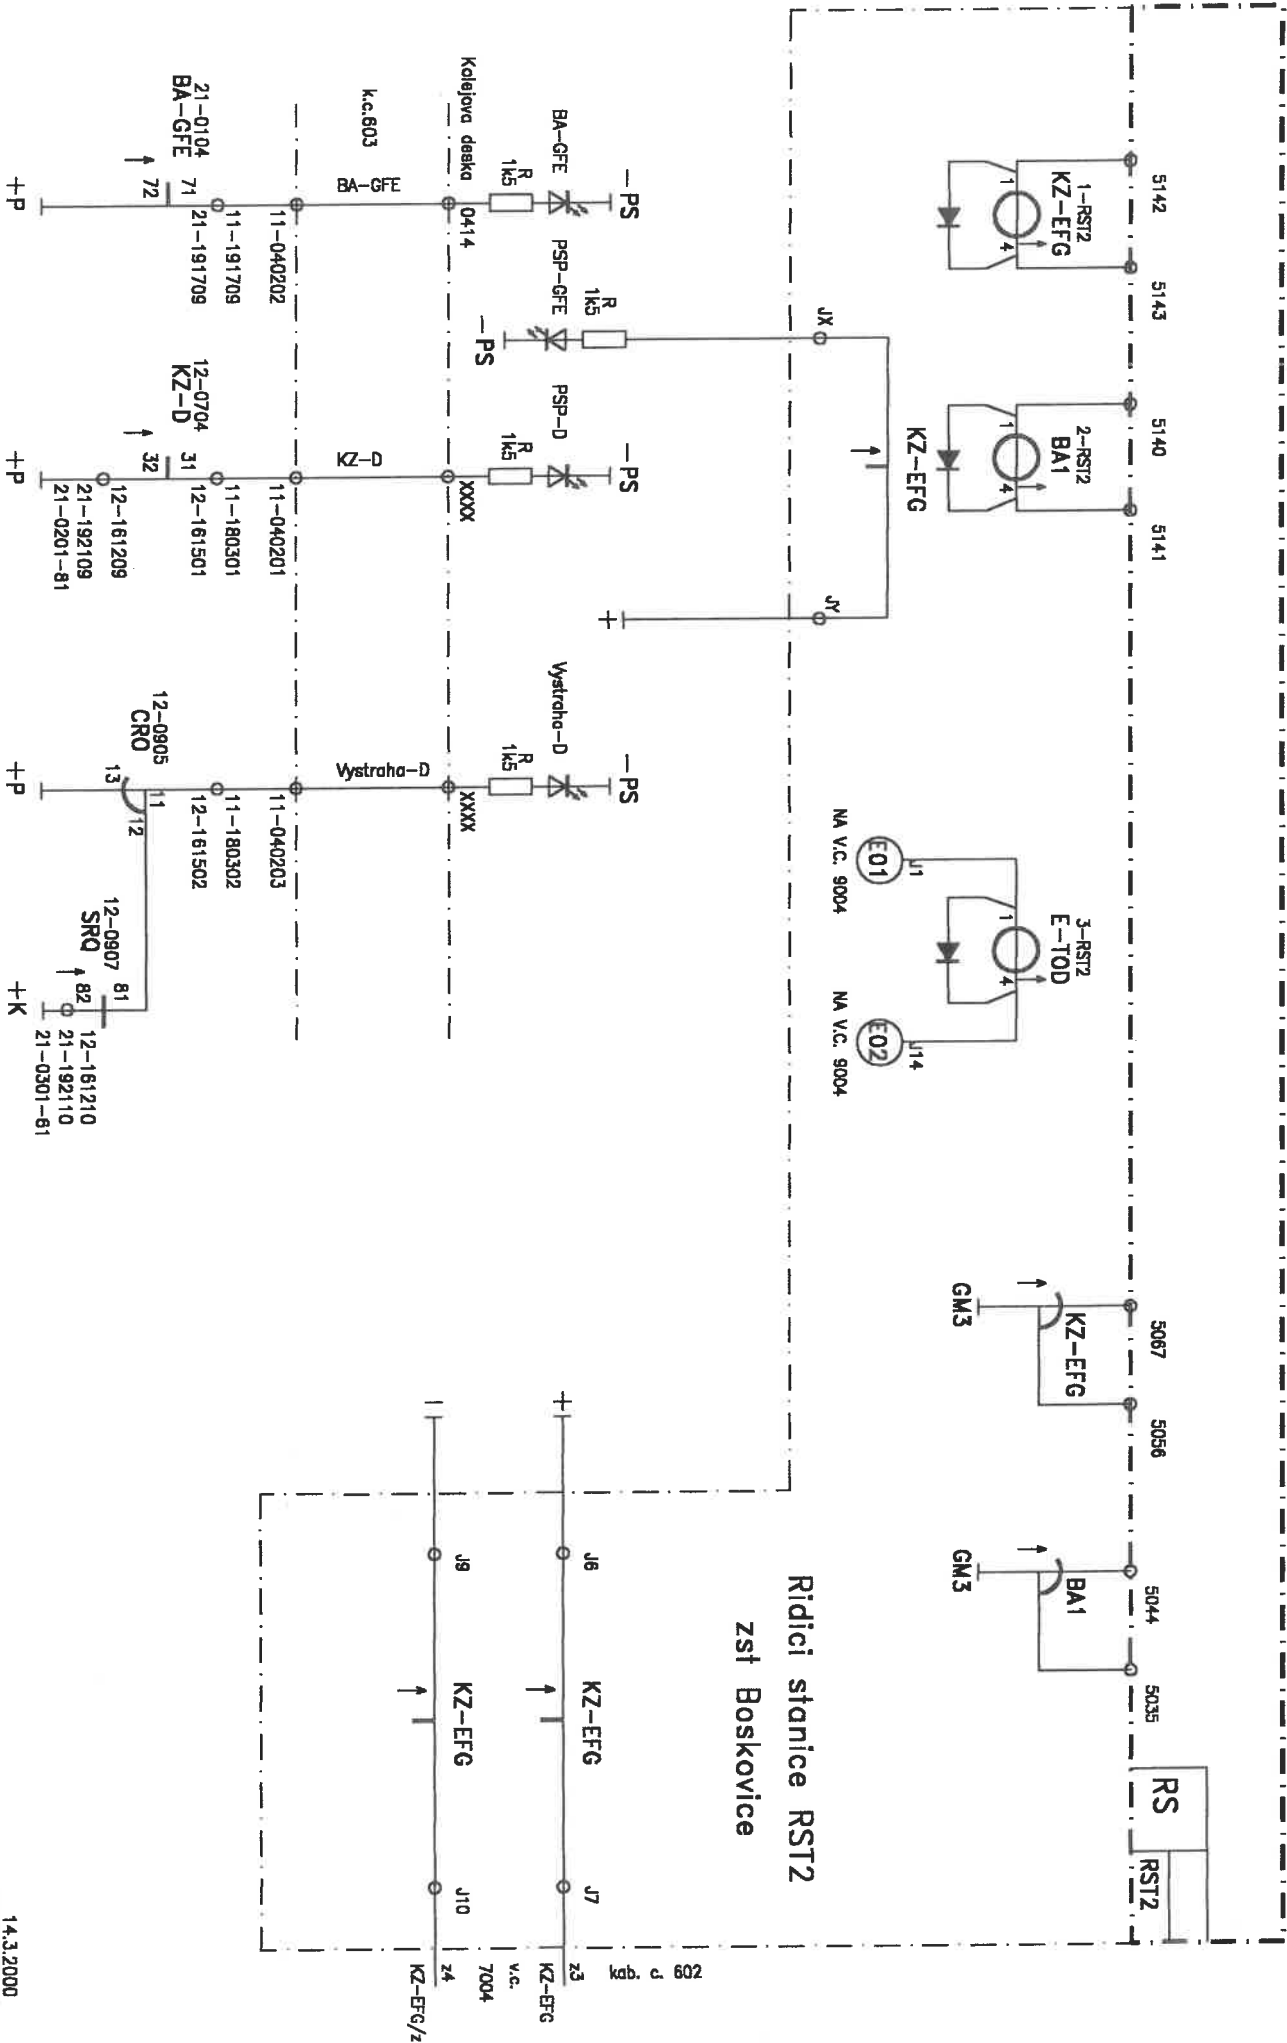 5142
5143
5140
5141
5067
5056
5044
5035
RS
RST2
1-RST2
KZ-EFG
1
4
2-RST2
BA1
1
4
3-RST2
E-TOD
1
4
J1
E01
NA V.C. 9004
J14
E02
NA V.C. 9004
KZ-EFG
GM3
BA1
GM3
KZ-EFG
JX
JY
+
Ridici stanice RST2
zst Boskovice
-PS
BA-GFE
R
1k5
PSP-GFE
R
1k5
-PS
-PS
PSP-D
R
1k5
-PS
Vystraha-D
R
1k5
Kolejova deska
0414
XXXX
XXXX
k.c.603
BA-GFE
KZ-D
Vystraha-D
11-040202
11-191709
21-191709
21-0104
BA-GFE
71
72
+P
11-040201
11-180301
12-161501
12-0704
KZ-D
31
32
12-161209
21-192109
21-0201-81
+P
11-040203
11-180302
12-161502
12-0905
CRO
11
13
12
+P
12-0907
SRQ
81
82
12-161210
21-192110
21-0301-61
+K
+
J6
KZ-EFG
J7
z3
KZ-EFG
kab. c. 602
v.c.
7004
-
J9
KZ-EFG
J10
z4
KZ-EFG/z
14.3.2000